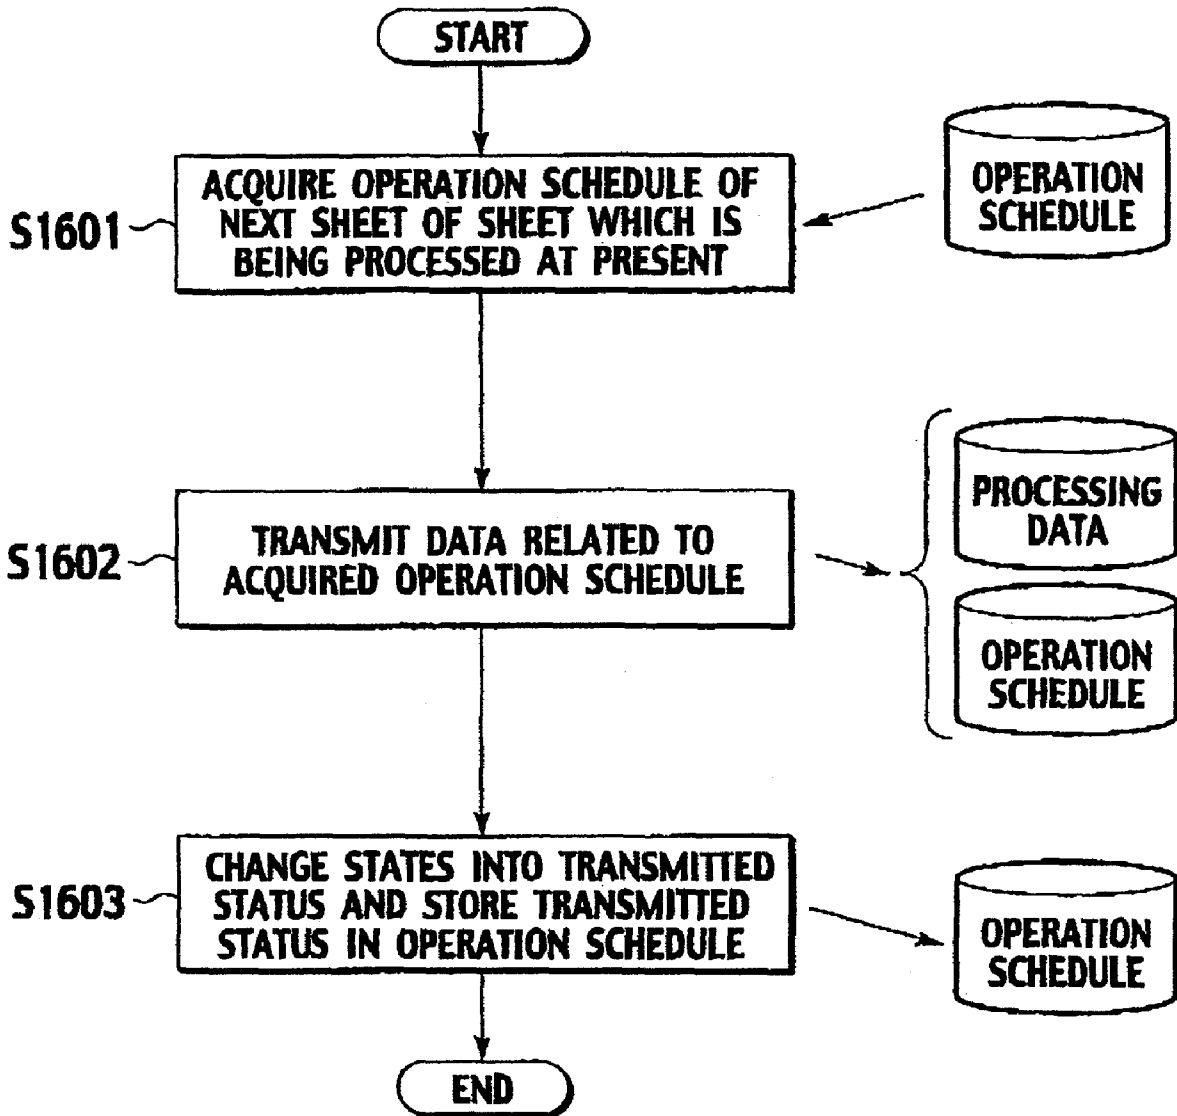 START
S1601
ACQUIRE OPERATION SCHEDULE OF
NEXT SHEET OF SHEET WHICH IS
BEING PROCESSED AT PRESENT
OPERATION
SCHEDULE
S1602
TRANSMIT DATA RELATED TO
ACQUIRED OPERATION SCHEDULE
PROCESSING
DATA
OPERATION
SCHEDULE
S1603
CHANGE STATES INTO TRANSMITTED
STATUS AND STORE TRANSMITTED
STATUS IN OPERATION SCHEDULE
OPERATION
SCHEDULE
END